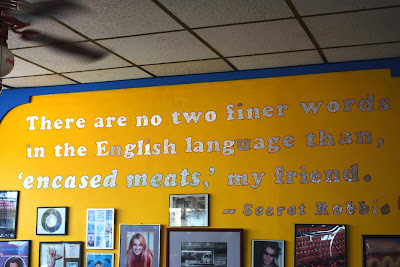 There are no two finer words
in the English language than,
‘encased meats,’ my friend.
– Secret Robbie